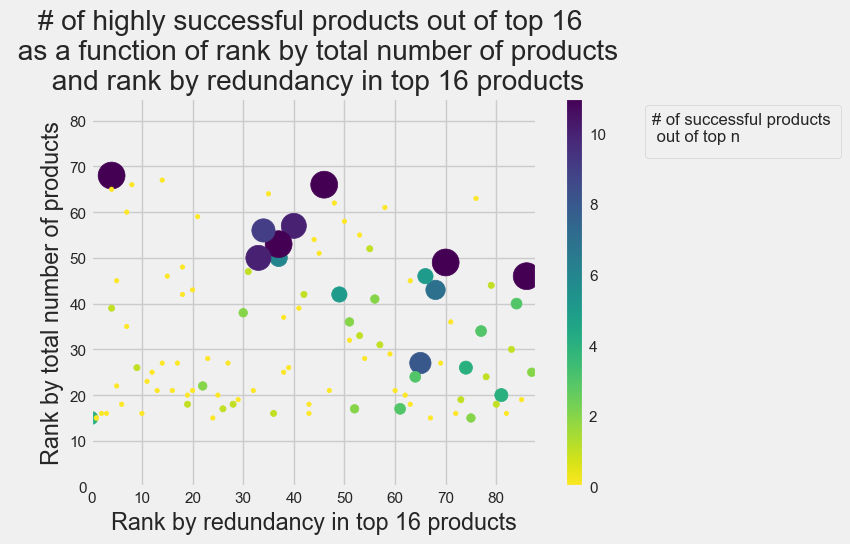 # of highly successful products out of top 16
as a function of rank by total number of products
and rank by redundancy in top 16 products
# of successful products
out of top n
Rank by total number of products
80
70
60
50
40
30
20
10
0
0 10 20 30 40 50 60 70 80
Rank by redundancy in top 16 products
10
8
6
4
2
0